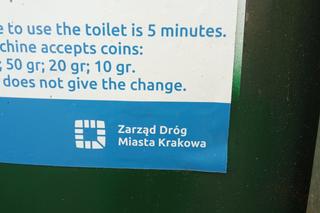 e to use the toilet is 5 minutes.
chine accepts coins:
; 50 gr; 20 gr; 10 gr.
does not give the change.
Zarząd Dróg
Miasta Krakowa